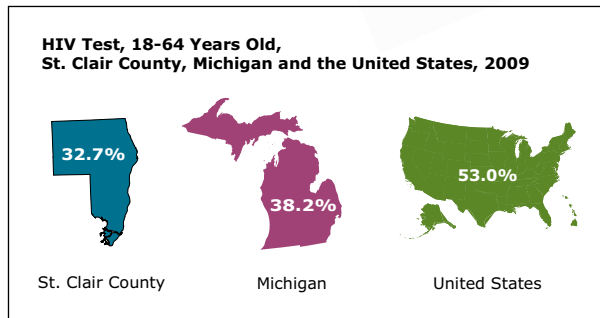 HIV Test, 18-64 Years Old,
St. Clair County, Michigan and the United States, 2009
32.7%
38.2%
53.0%
St. Clair County
Michigan
United States